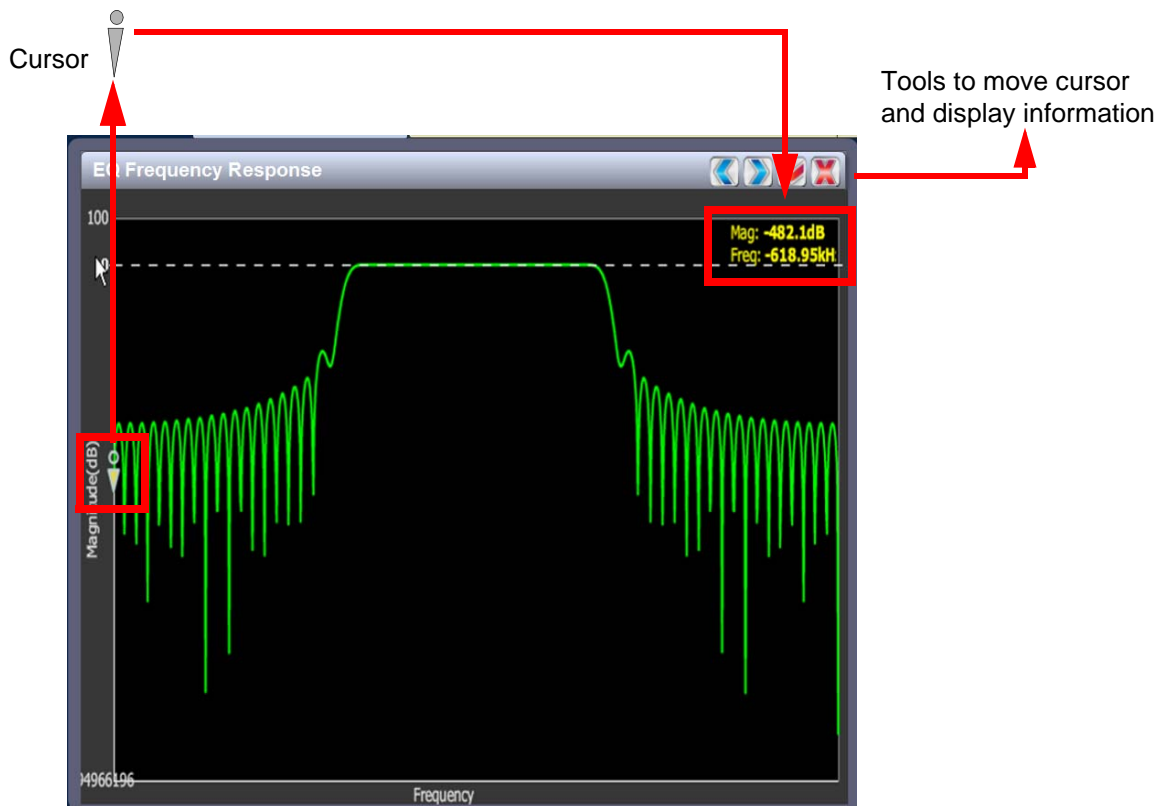 Cursor
Tools to move cursor
and display information
EQ Frequency Response
100
Mag: -482.1dB
Freq: -618.95kH
Magnitude(dB)
94966196
Frequency